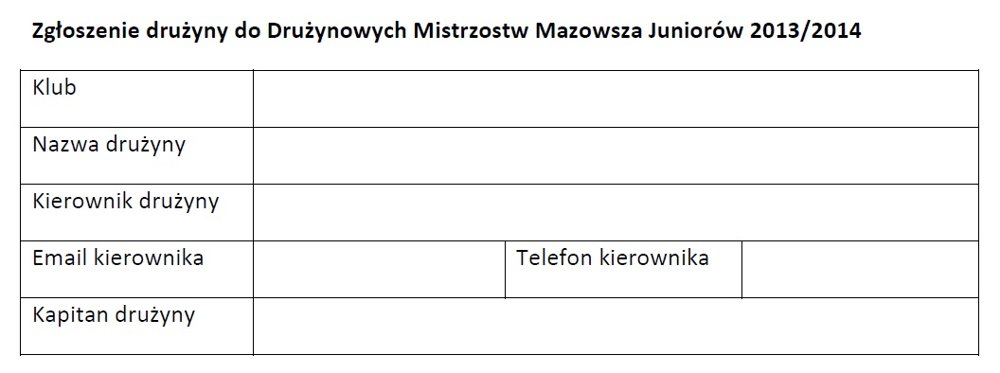 Zgłoszenie drużyny do Drużynowych Mistrzostw Mazowsza Juniorów 2013/2014
Klub
Nazwa drużyny
Kierownik drużyny
Email kierownika Telefon kierownika
Kapitan drużyny